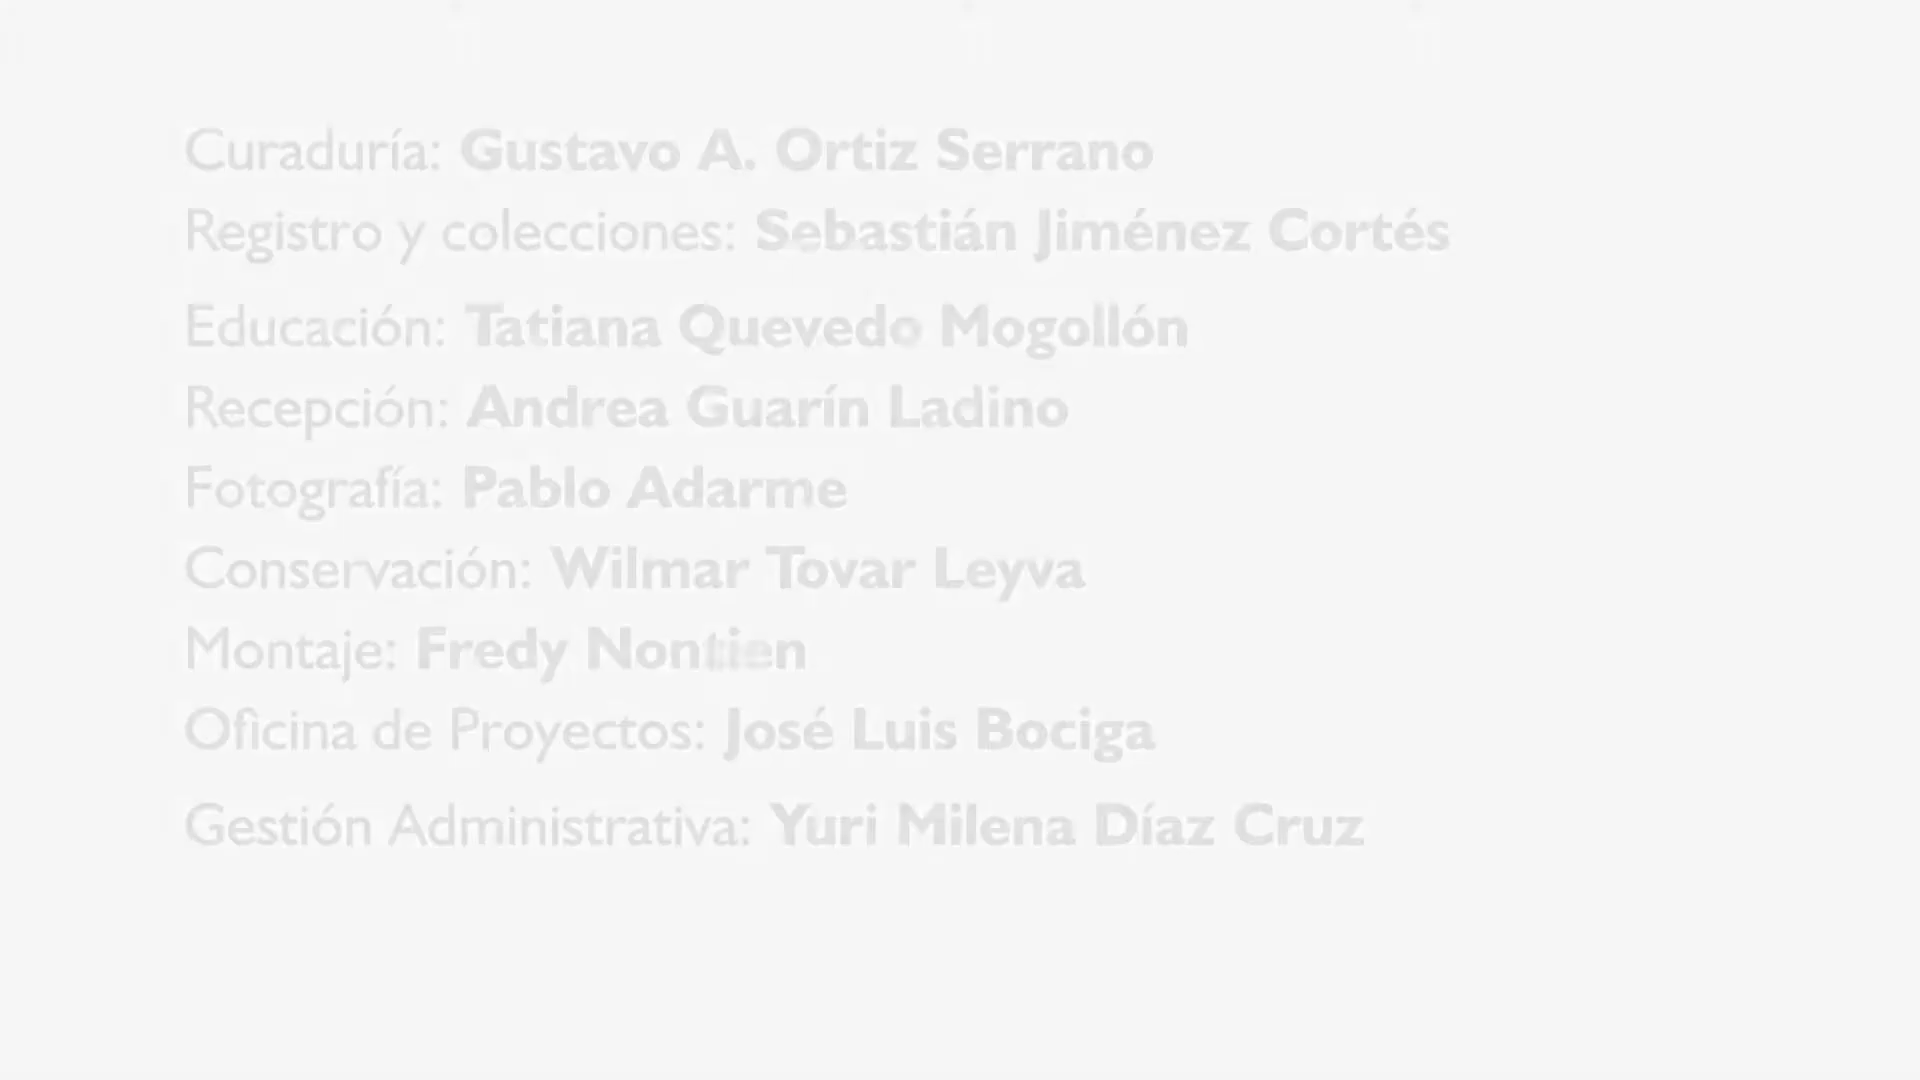 Curaduría: Gustavo A. Ortiz Serrano
Registro y colecciones: Sebastián Jiménez Cortés
Educación: Tatiana Quevedo Mogollón
Recepción: Andrea Guarín Ladino
Fotografía: Pablo Adarme
Conservación: Wilmar Tovar Leyva
Montaje: Fredy Nontien
Oficina de Proyectos: José Luis Bociga
Gestión Administrativa: Yuri Milena Díaz Cruz